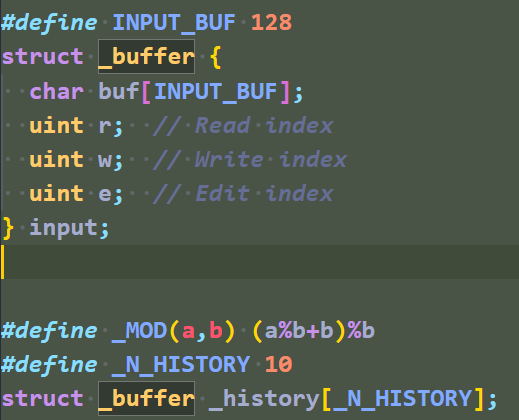 #define INPUT_BUF 128
struct _buffer {
  char buf[INPUT_BUF];
  uint r;  // Read index
  uint w;  // Write index
  uint e;  // Edit index
} input;

#define _MOD(a,b) (a%b+b)%b
#define _N_HISTORY 10
struct _buffer _history[_N_HISTORY];